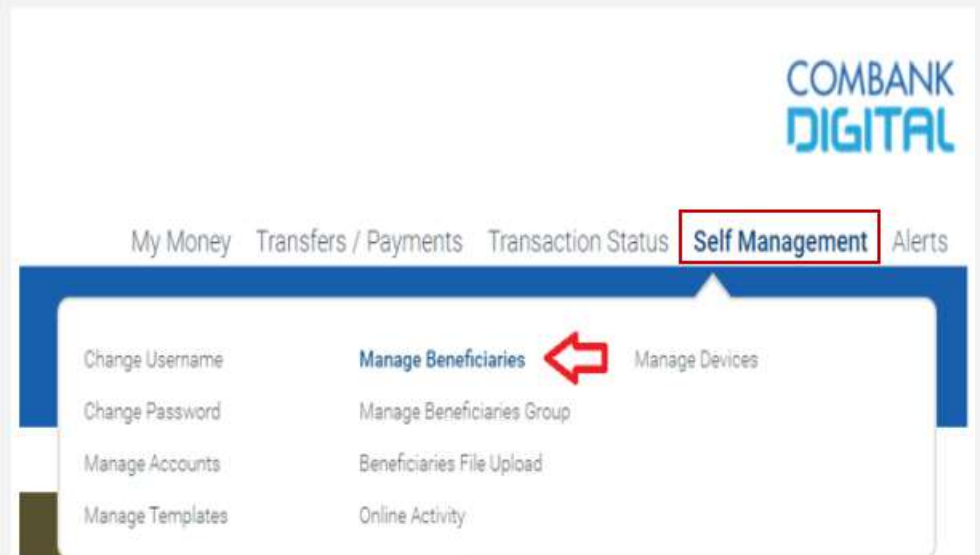 COMBANK
DIGITAL
My Money Transfers / Payments Transaction Status Self Management Alerts
Change Username Manage Beneficiaries Manage Devices
Change Password Manage Beneficiaries Group
Manage Accounts Beneficiaries File Upload
Manage Templates Online Activity